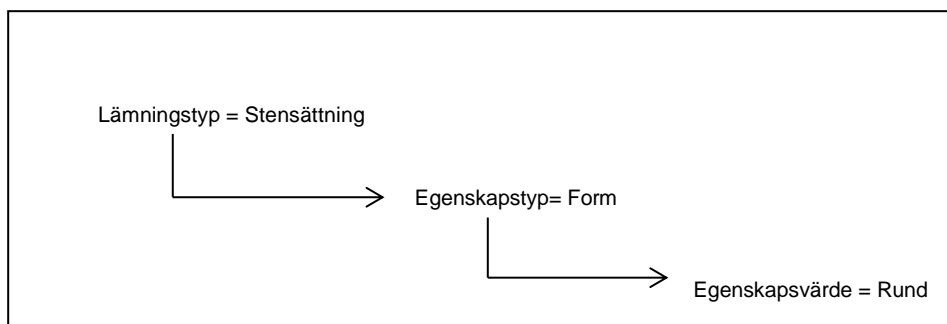 Lämningstyp = Stensättning
Egenskapstyp= Form
Egenskapsvärde = Rund